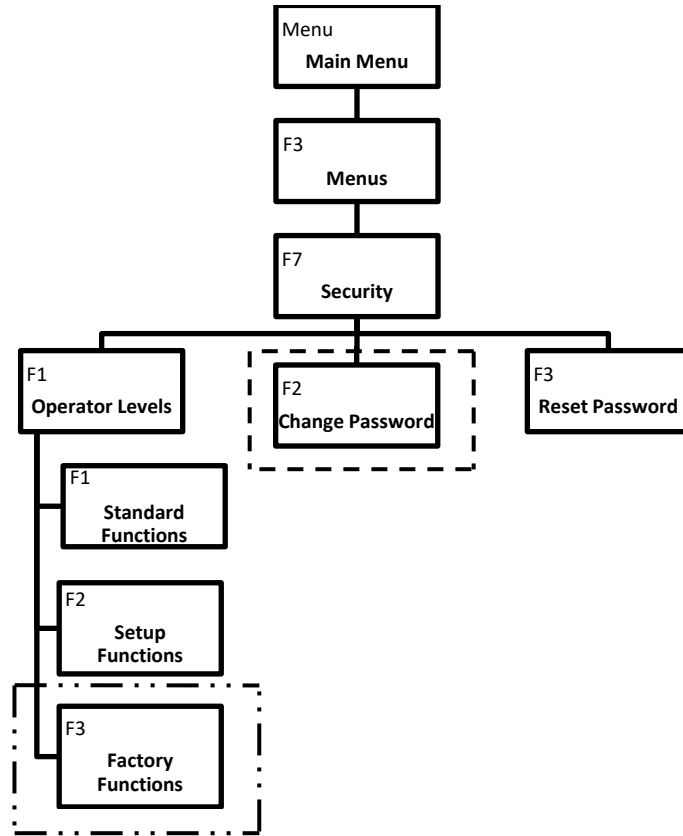 Menu
Main Menu
F3
Menus
F7
Security
F1
Operator Levels
F2
Change Password
F3
Reset Password
F1
Standard
Functions
F2
Setup
Functions
F3
Factory
Functions